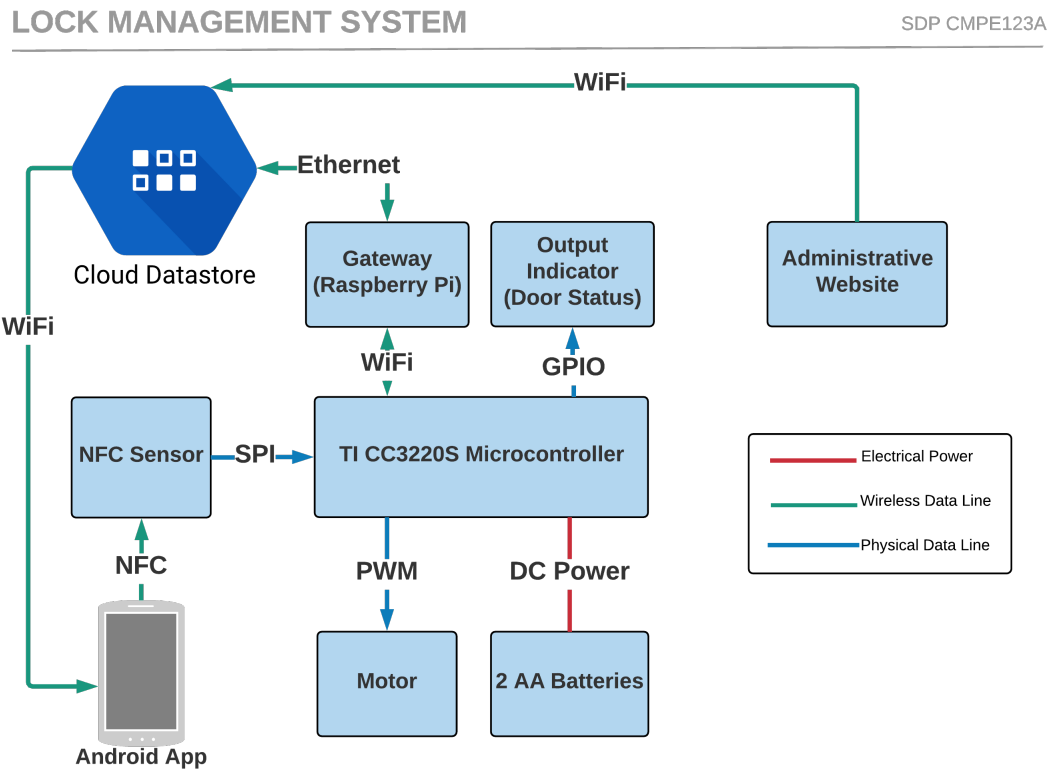 LOCK MANAGEMENT SYSTEM
SDP CMPE123A
WiFi
Ethernet
Cloud Datastore
Gateway
(Raspberry Pi)
Output
Indicator
(Door Status)
Administrative
Website
WiFi
WiFi
GPIO
NFC Sensor
SPI
TI CC3220S Microcontroller
Electrical Power
Wireless Data Line
Physical Data Line
NFC
PWM
DC Power
Motor
2 AA Batteries
Android App